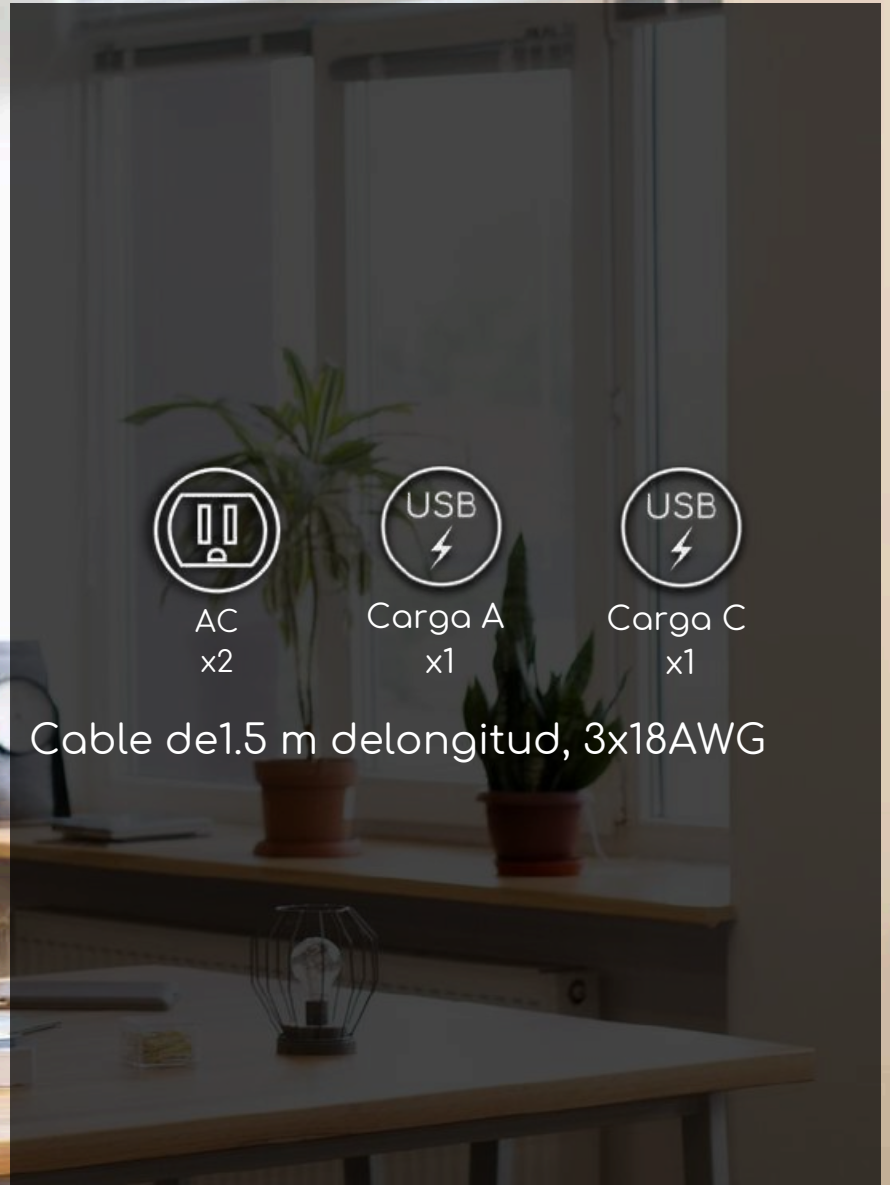 USB
USB
AC
Carga A
Carga C
x2
x1
x1
Cable de1.5 m delongitud, 3x18AWG